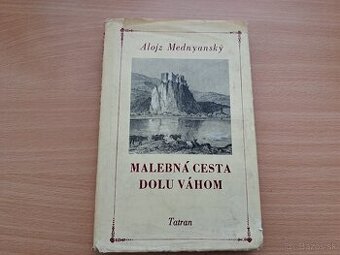 Alojz Mednyanský
MALEBNÁ CESTA
DOLU VÁHOM
Tatran